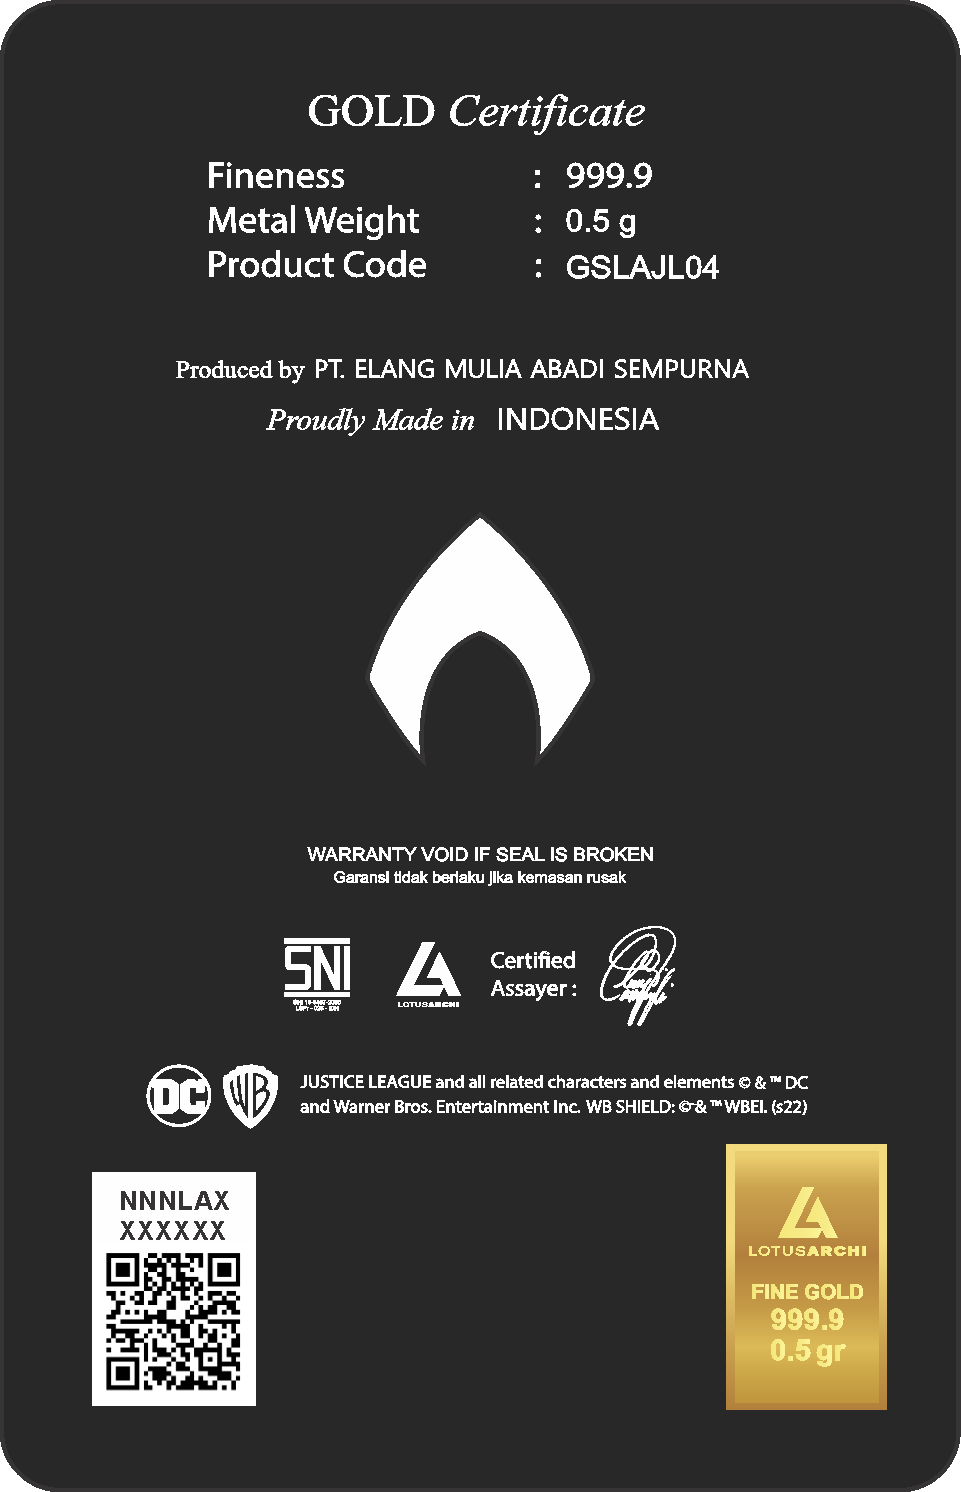 GOLD Certificate
Fineness : 999.9
Metal Weight : 0.5 g
Product Code : GSLAJL04
Produced by PT. ELANG MULIA ABADI SEMPURNA
Proudly Made in INDONESIA
WARRANTY VOID IF SEAL IS BROKEN
Garansi tidak berlaku jika kemasan rusak
SNI
LOTUSARCHI
Certified
Assayer :
DC
WB
JUSTICE LEAGUE and all related characters and elements © & ™ DC
and Warner Bros. Entertainment Inc. WB SHIELD: © & ™ WBEI. (s22)
NNNLAX
XXXXXX
LOTUSARCHI
FINE GOLD
999.9
0.5 gr